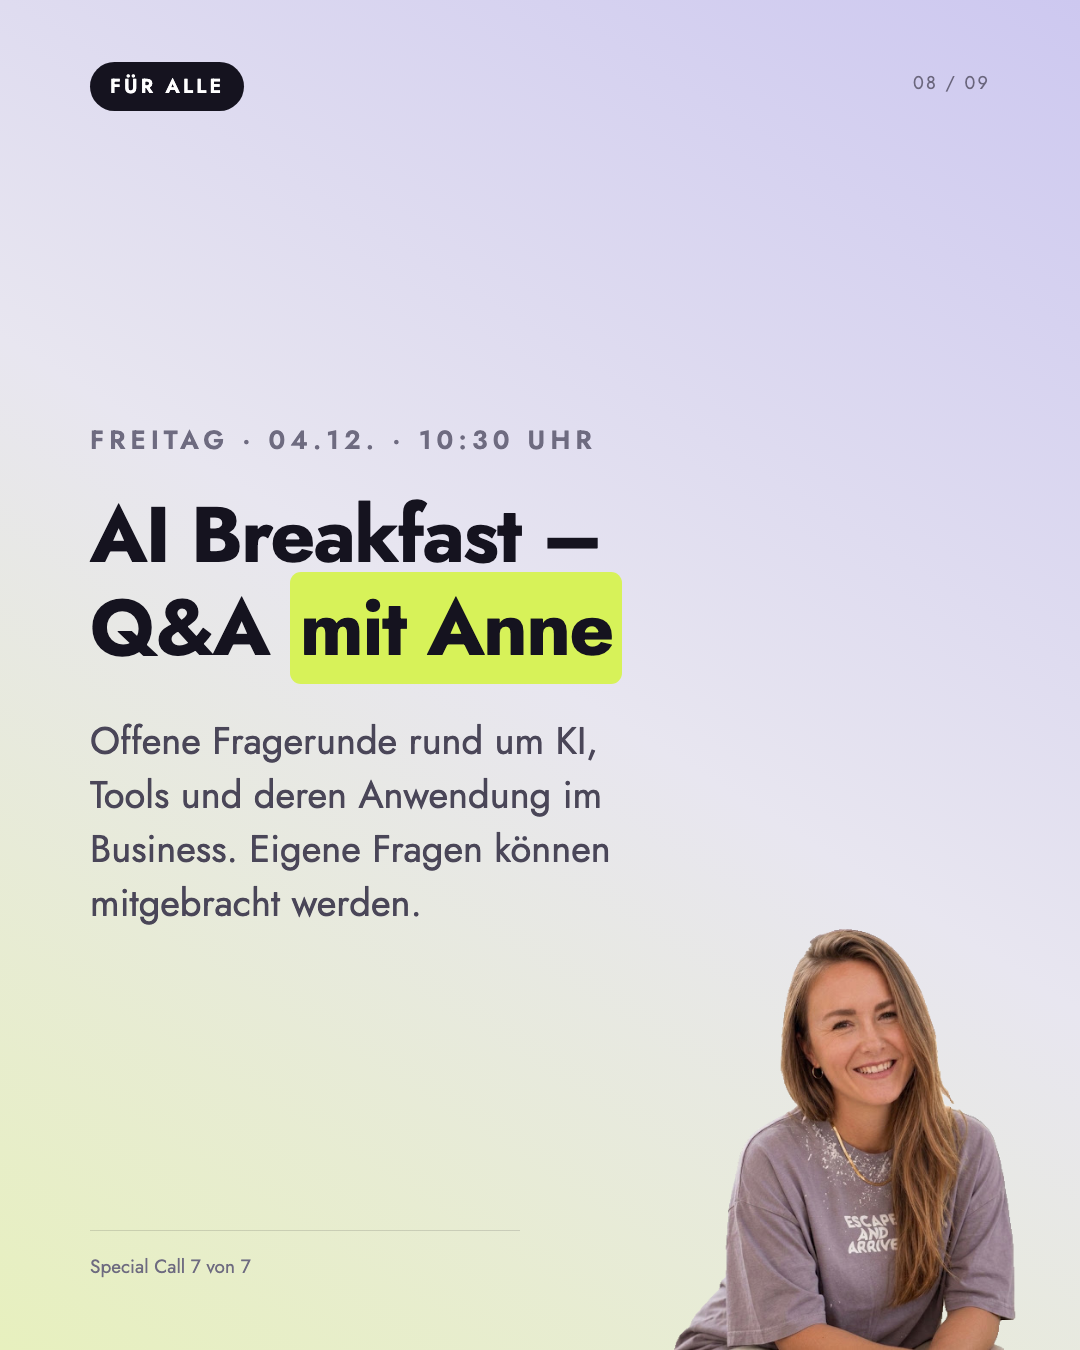 FÜR ALLE
08 / 09
FREITAG · 04.12. · 10:30 UHR
AI Breakfast –
Q&A mit Anne
Offene Fragerunde rund um KI,
Tools und deren Anwendung im
Business. Eigene Fragen können
mitgebracht werden.
ESCAPE
AND
ARRIVE
Special Call 7 von 7